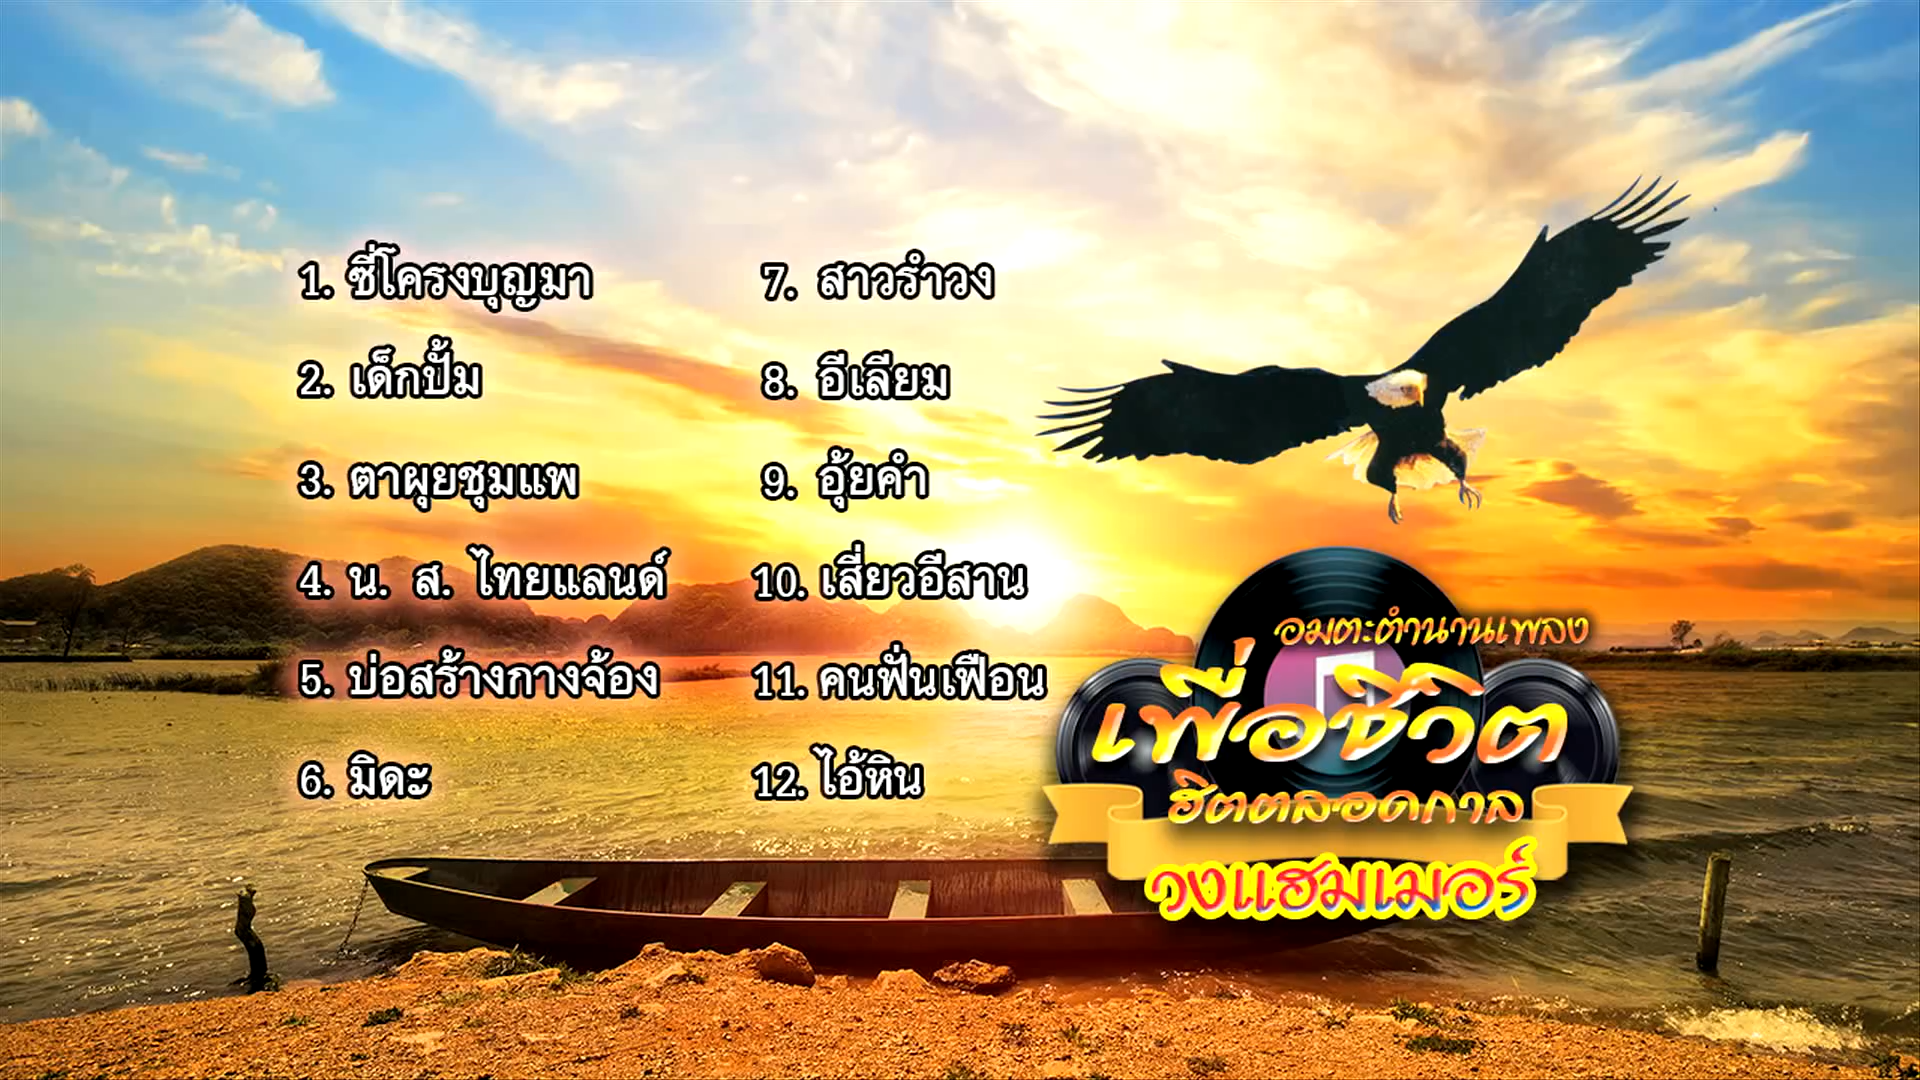 1. ซี่โครงบุญมา
2. เด็กปั้ม
3. ตาผุยชุมแพ
4. น. ส. ไทยแลนด์
5. บ่อสร้างกางจ้อง
6. มิดะ
7. สาวรำวง
8. อีเลียม
9. อุ้ยคำ
10. เสี่ยวอีสาน
11. คนฟั่นเฟือน
12. ไอ้หิน
อมตะตำนานเพลง
เพื่อชีวิต
ฮิตตลอดกาล
วงแฮมเมอร์